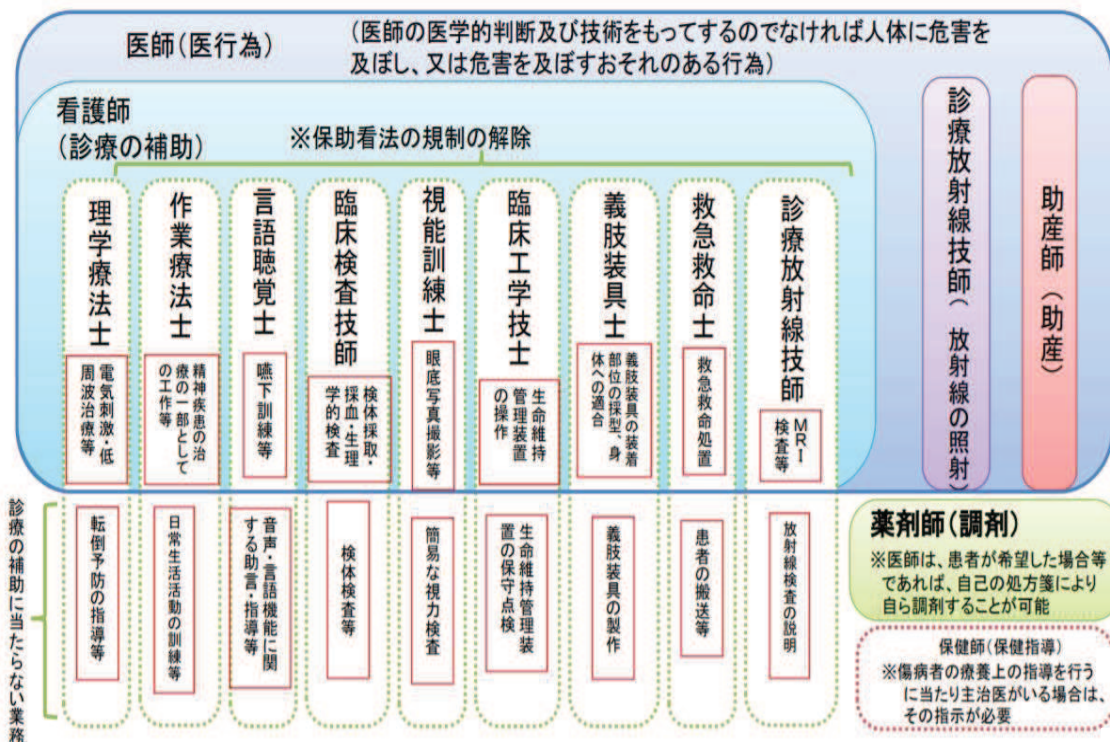 医師(医行為)
(医師の医学的判断及び技術をもってするのでなければ人体に危害を
及ぼし、又は危害を及ぼすおそれのある行為)
看護師
(診療の補助)
※保助看法の規制の解除
理学療法士
電気刺激・低
周波治療等
転倒予防の指導等
作業療法士
精神疾患の治
療の一部として
の工作等
日常生活活動の訓練等
言語聴覚士
嚥下訓練等
音声・言語機能に関
する助言・指導等
臨床検査技師
検体採取・
採血・生理
学的検査
検体検査等
視能訓練士
眼底写真撮影等
簡易な視力検査
臨床工学技士
生命維持
管理装置
の操作
生命維持管理装
置の保守点検
義肢装具士
義肢装具の装着
部位の採型、身
体への適合
義肢装具の製作
救急救命士
救急救命処置
患者の搬送等
診療放射線技師
MRI
検査等
放射線検査の説明
診療放射線技師( 放射線の照射)
助産師(助産)
診療の補助に当たらない業務
薬剤師(調剤)
※医師は、患者が希望した場合等
であれば、自己の処方箋により
自ら調剤することが可能
保健師(保健指導)
※傷病者の療養上の指導を行う
に当たり主治医がいる場合は、
その指示が必要